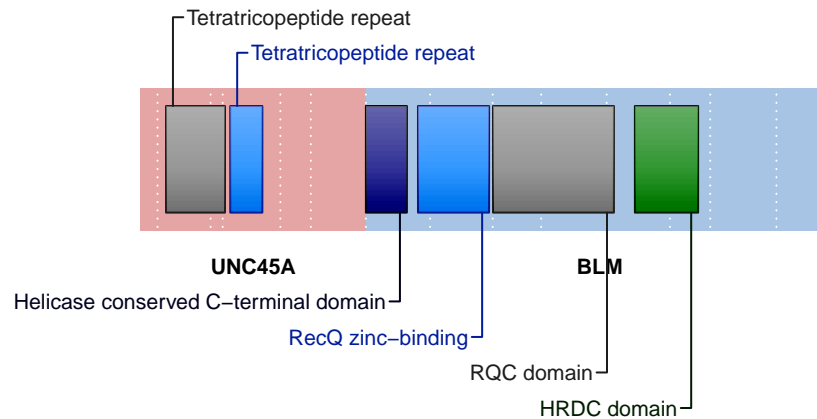 Tetratricopeptide repeat
Tetratricopeptide repeat
UNC45A
BLM
Helicase conserved C−terminal domain
RecQ zinc−binding
RQC domain
HRDC domain